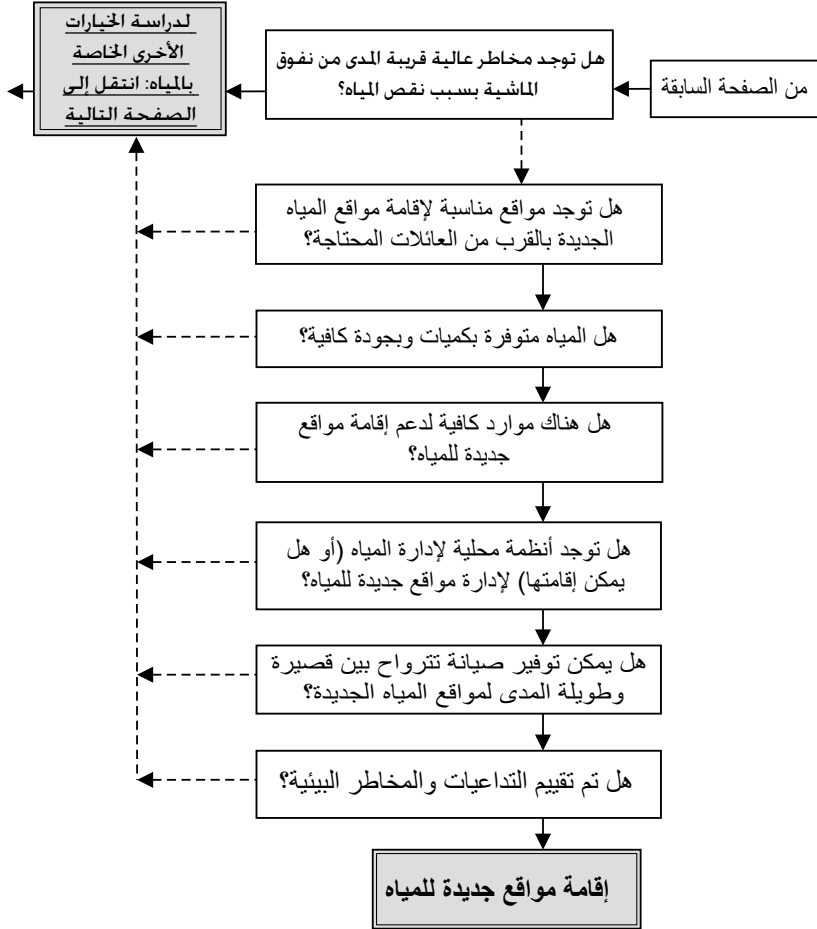 من الصفحة السابقة
هل توجد مخاطر عالية قريبة المدى من نفوق
الماشية بسبب نقص المياه؟
لدراسة الخيارات
الأخرى الخاصة
بالمياه: انتقل إلى
الصفحة التالية
هل توجد مواقع مناسبة لإقامة مواقع المياه
الجديدة بالقرب من العائلات المحتاجة؟
هل المياه متوفرة بكميات وبجودة كافية؟
هل هناك موارد كافية لدعم إقامة مواقع
جديدة للمياه؟
هل توجد أنظمة محلية لإدارة المياه (أو هل
يمكن إقامتها) لإدارة مواقع جديدة للمياه؟
هل يمكن توفير صيانة تترواح بين قصيرة
وطويلة المدى لمواقع المياه الجديدة؟
هل تم تقييم التداعيات والمخاطر البيئية؟
إقامة مواقع جديدة للمياه